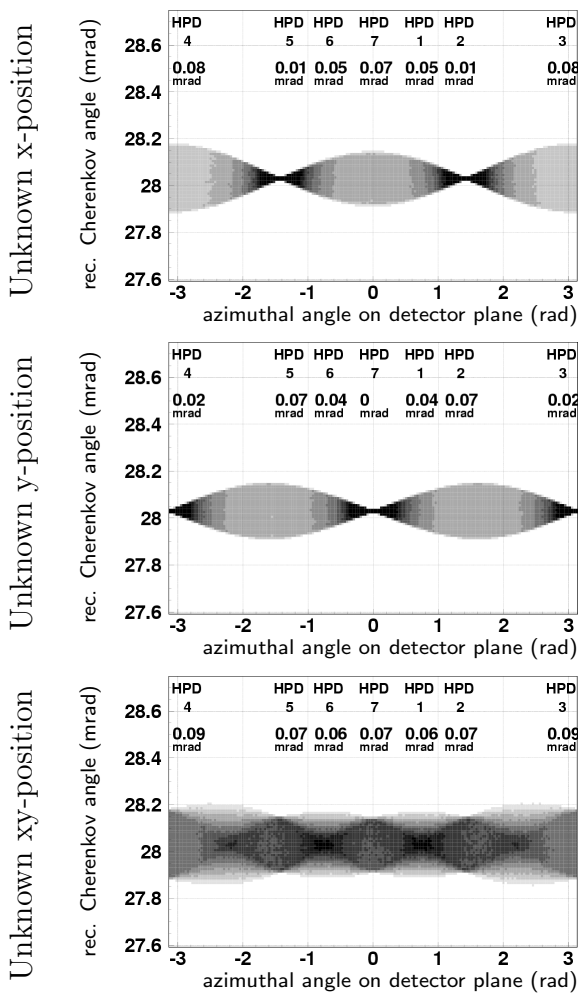 Unknown x-position
rec. Cherenkov angle (mrad)
28.6
28.4
28.2
28
27.8
27.6
HPD HPD HPD HPD HPD HPD HPD
4 5 6 7 1 2 3
0.08 0.01 0.05 0.07 0.05 0.01 0.08
mrad mrad mrad mrad mrad mrad mrad
-3 -2 -1 0 1 2 3
azimuthal angle on detector plane (rad)
Unknown y-position
rec. Cherenkov angle (mrad)
28.6
28.4
28.2
28
27.8
27.6
HPD HPD HPD HPD HPD HPD HPD
4 5 6 7 1 2 3
0.02 0.07 0.04 0 0.04 0.07 0.02
mrad mrad mrad mrad mrad mrad mrad
-3 -2 -1 0 1 2 3
azimuthal angle on detector plane (rad)
Unknown xy-position
rec. Cherenkov angle (mrad)
28.6
28.4
28.2
28
27.8
27.6
HPD HPD HPD HPD HPD HPD HPD
4 5 6 7 1 2 3
0.09 0.07 0.06 0.07 0.06 0.07 0.09
mrad mrad mrad mrad mrad mrad mrad
-3 -2 -1 0 1 2 3
azimuthal angle on detector plane (rad)